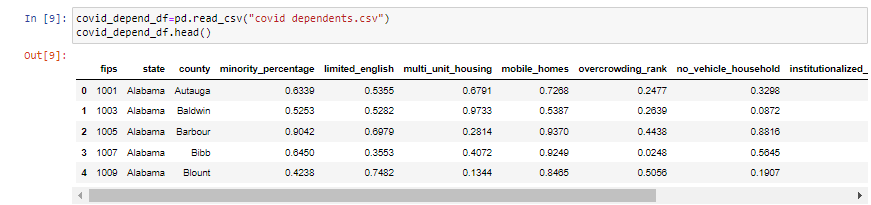 In [9]: covid_depend_df=pd.read_csv("covid dependents.csv")
covid_depend_df.head()
Out[9]:
fips state county minority_percentage limited_english multi_unit_housing mobile_homes overcrowding_rank no_vehicle_household institutionalized_
0 1001 Alabama Autauga 0.6339 0.5355 0.6791 0.7268 0.2477 0.3298
1 1003 Alabama Baldwin 0.5253 0.5282 0.9733 0.5387 0.2639 0.0872
2 1005 Alabama Barbour 0.9042 0.6979 0.2814 0.9370 0.4438 0.8816
3 1007 Alabama Bibb 0.6450 0.3553 0.4072 0.9249 0.0248 0.5645
4 1009 Alabama Blount 0.4238 0.7482 0.1344 0.8465 0.5056 0.1907